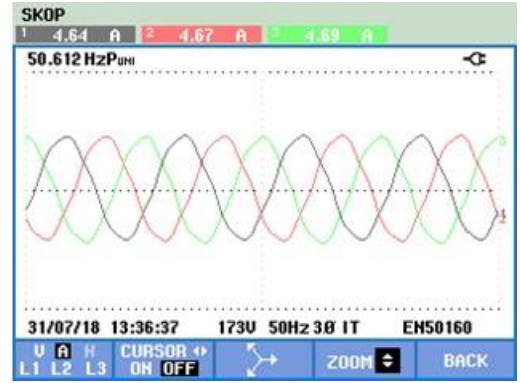 SKOP
1 4.64 A 2 4.67 A 3 4.69 A
50.612 HzPUNI
31/07/18 13:36:37 173V 50Hz 3Ø IT EN50160
V A H CURSOR ZOOM BACK
L1 L2 L3 ON OFF